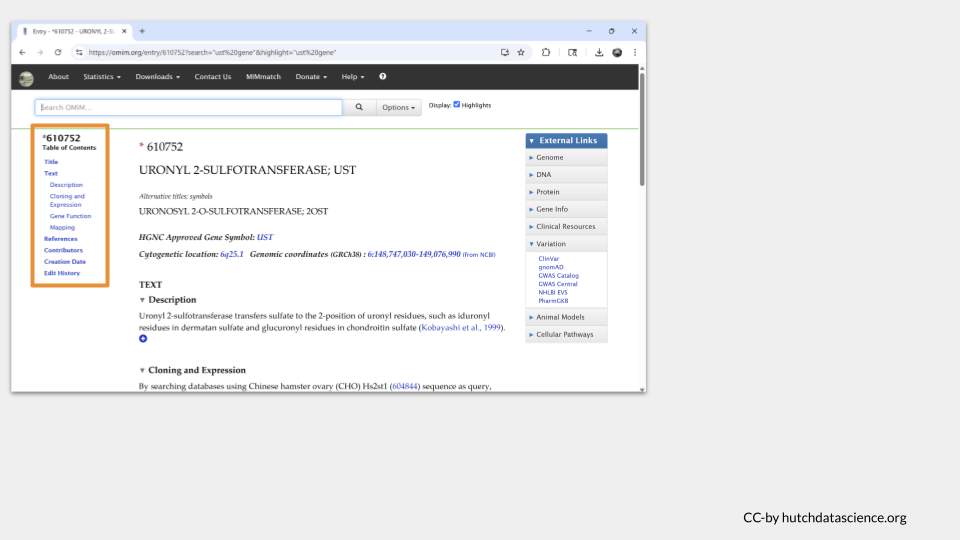 Entry - *610752 - URONYL 2-SU
https://omim.org/entry/610752?search="ust%20gene"&highlight="ust%20gene"
About Statistics Downloads Contact Us MIMmatch Donate Help
Search OMIM...
Options
Display: Highlights
*610752
Table of Contents
Title
Text
Description
Cloning and
Expression
Gene Function
Mapping
References
Contributors
Creation Date
Edit History
* 610752
URONYL 2-SULFOTRANSFERASE; UST
Alternative titles; symbols
URONOSYL 2-O-SULFOTRANSFERASE; 2OST
HGNC Approved Gene Symbol: UST
Cytogenetic location: 6q25.1 Genomic coordinates (GRCh38) : 6:148,747,030-149,076,990 (from NCBI)
TEXT
Description
Uronyl 2-sulfotransferase transfers sulfate to the 2-position of uronyl residues, such as iduronyl
residues in dermatan sulfate and glucuronyl residues in chondroitin sulfate (Kobayashi et al., 1999).
Cloning and Expression
By searching databases using Chinese hamster ovary (CHO) Hs2st1 (604844) sequence as query,
External Links
Genome
DNA
Protein
Gene Info
Clinical Resources
Variation
ClinVar
gnomAD
GWAS Catalog
GWAS Central
NHLBI EVS
PharmGKB
Animal Models
Cellular Pathways
CC-by hutchdatascience.org